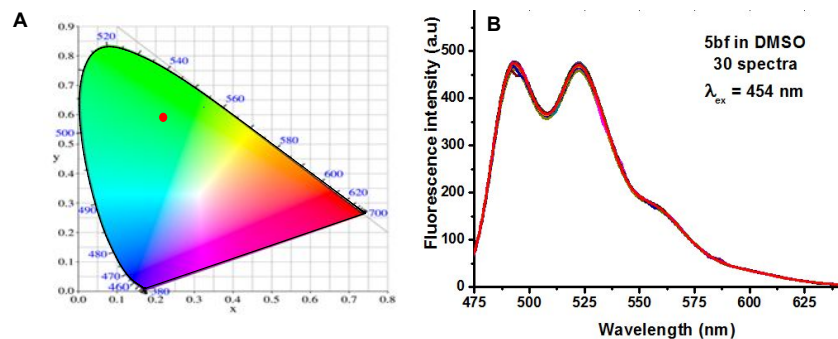 A
0.9
0.8
0.7
0.6
0.5
0.4
0.3
0.2
0.1
0.0
y
0.0 0.1 0.2 0.3 0.4 0.5 0.6 0.7 0.8
x
520
540
560
580
600
620
700
500
490
480
470
460
380
B
5bf in DMSO
30 spectra
λex = 454 nm
Fluorescence intensity (a.u)
500
400
300
200
100
0
475 500 525 550 575 600 625
Wavelength (nm)